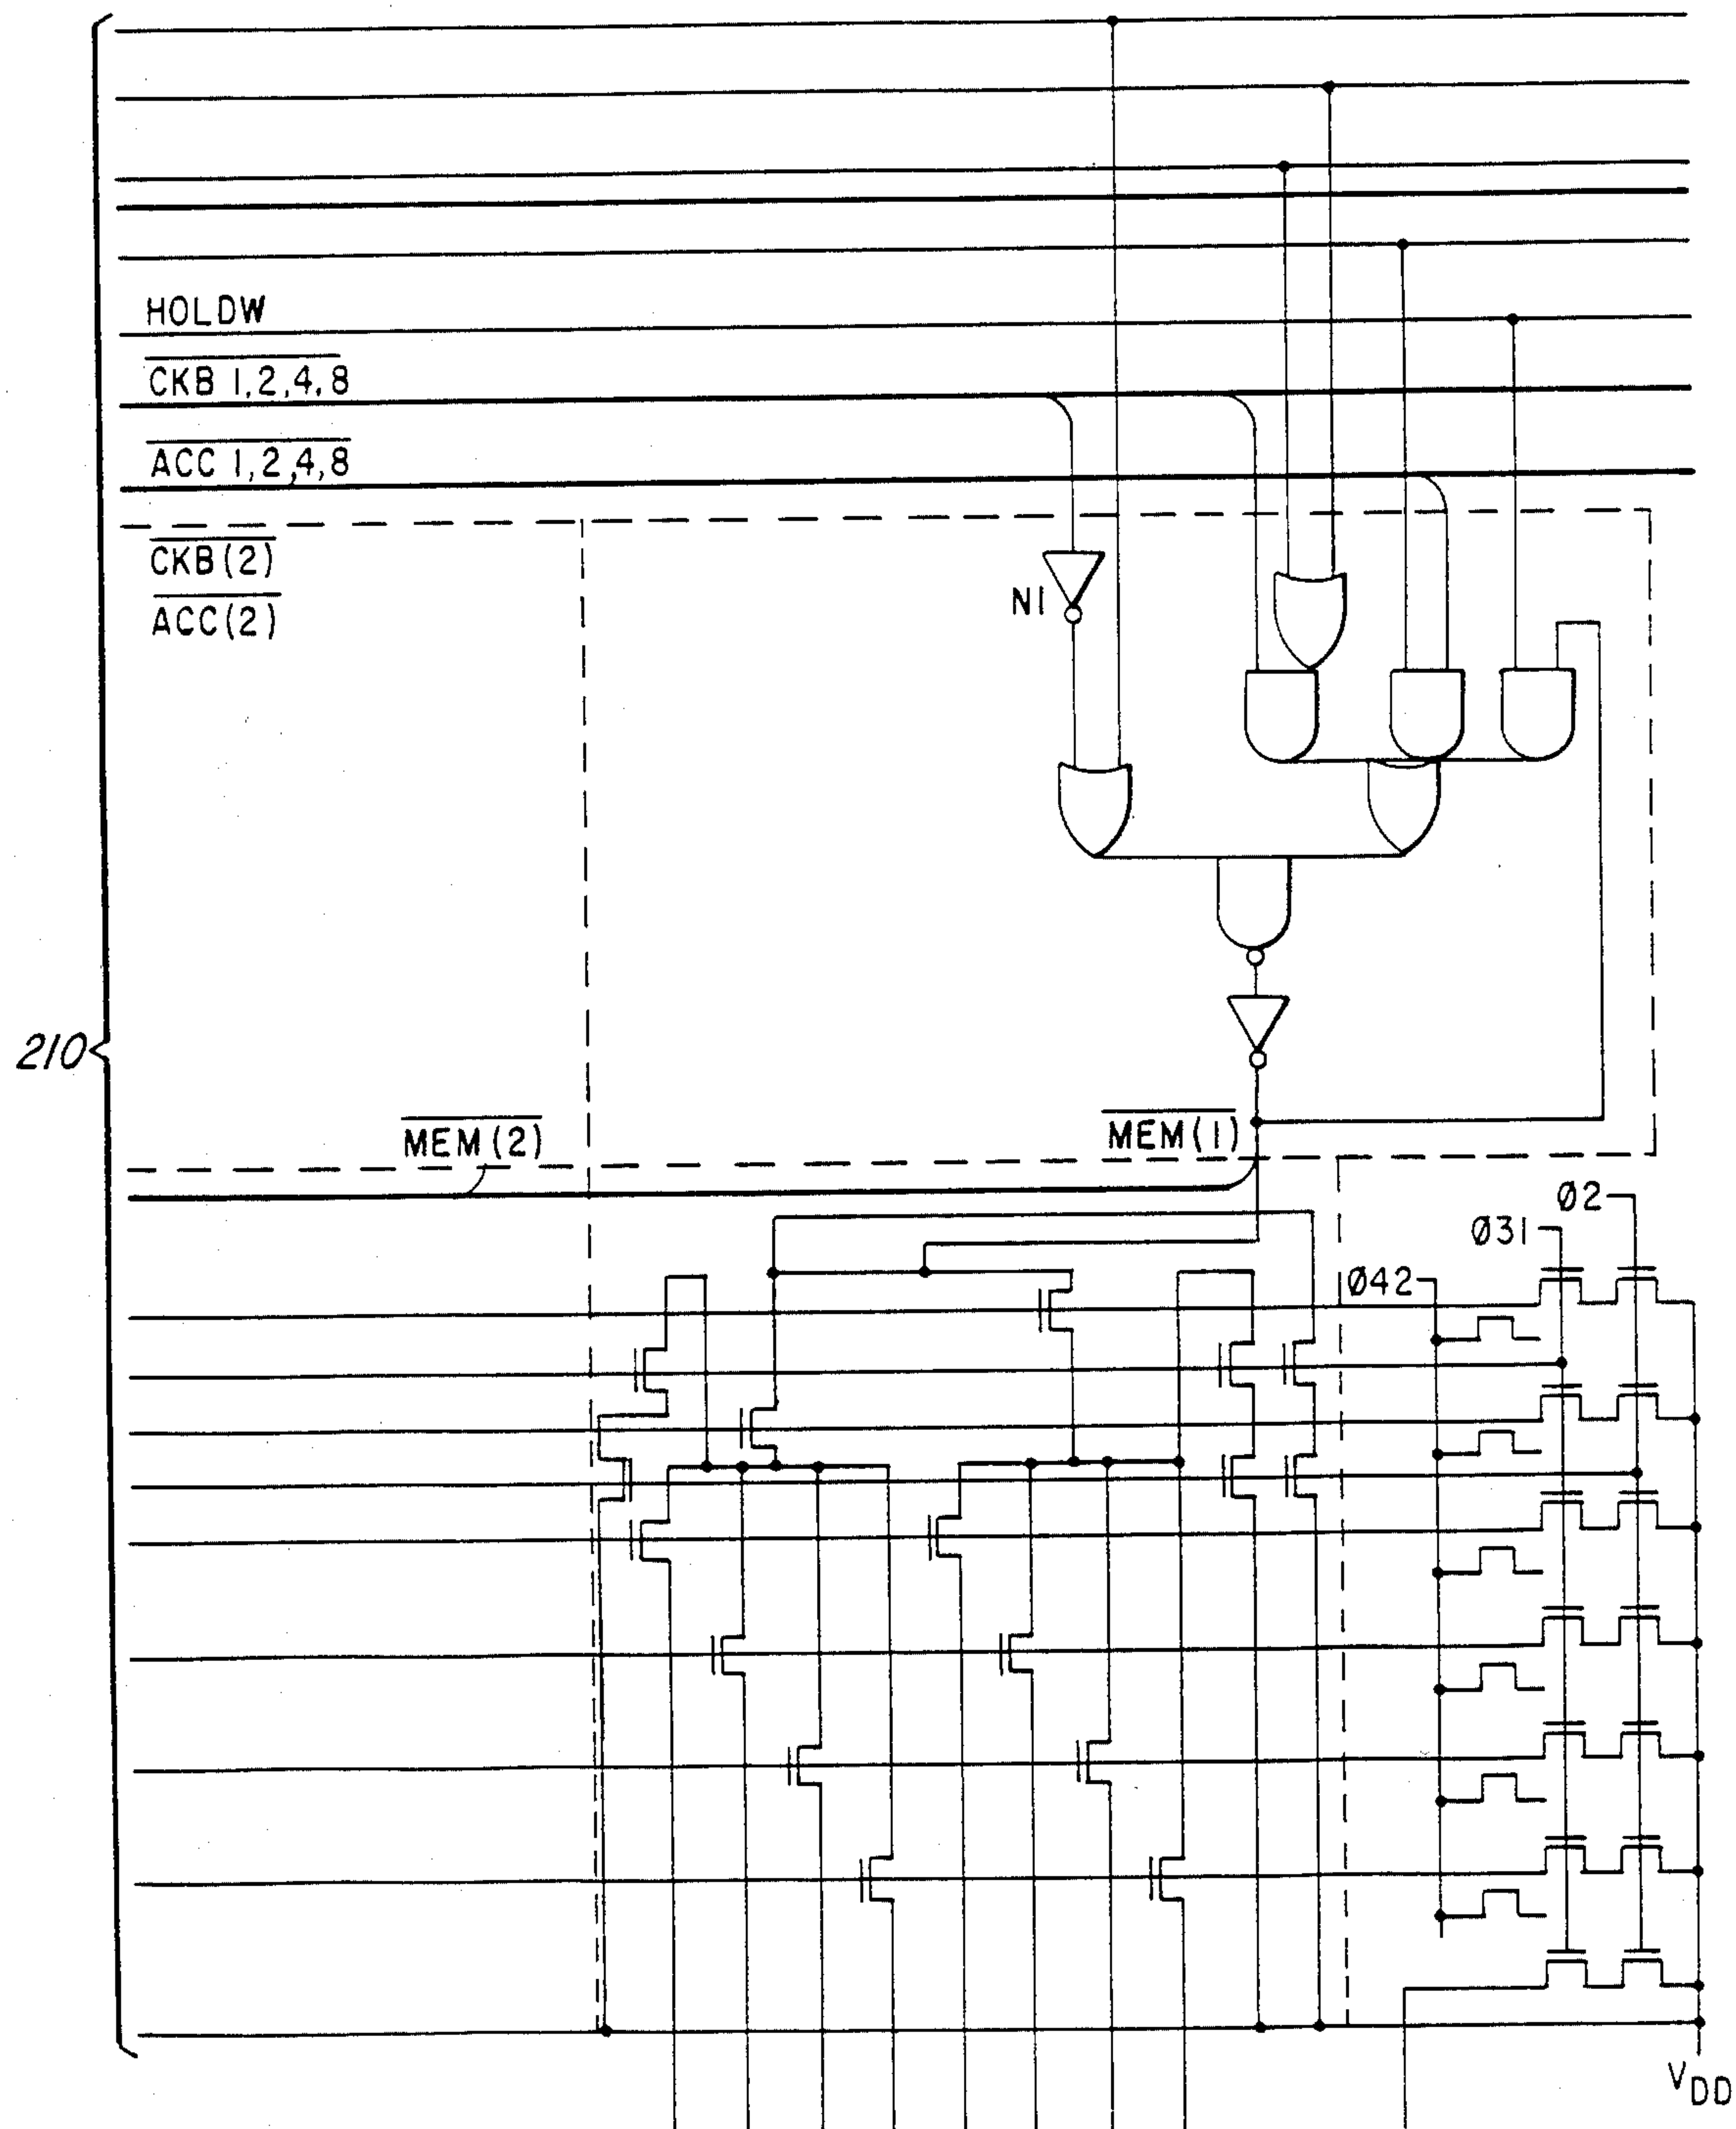 HOLDW
CKB 1,2,4,8
ACC 1,2,4,8
CKB(2)
ACC(2)
N1
210
MEM(2)
MEM(1)
Ø2
Ø31
Ø42
VDD